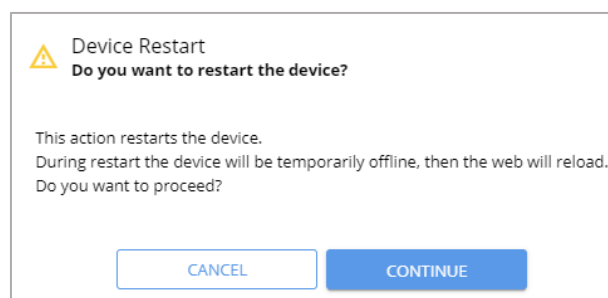 Device Restart
Do you want to restart the device?
This action restarts the device.
During restart the device will be temporarily offline, then the web will reload.
Do you want to proceed?
CANCEL
CONTINUE